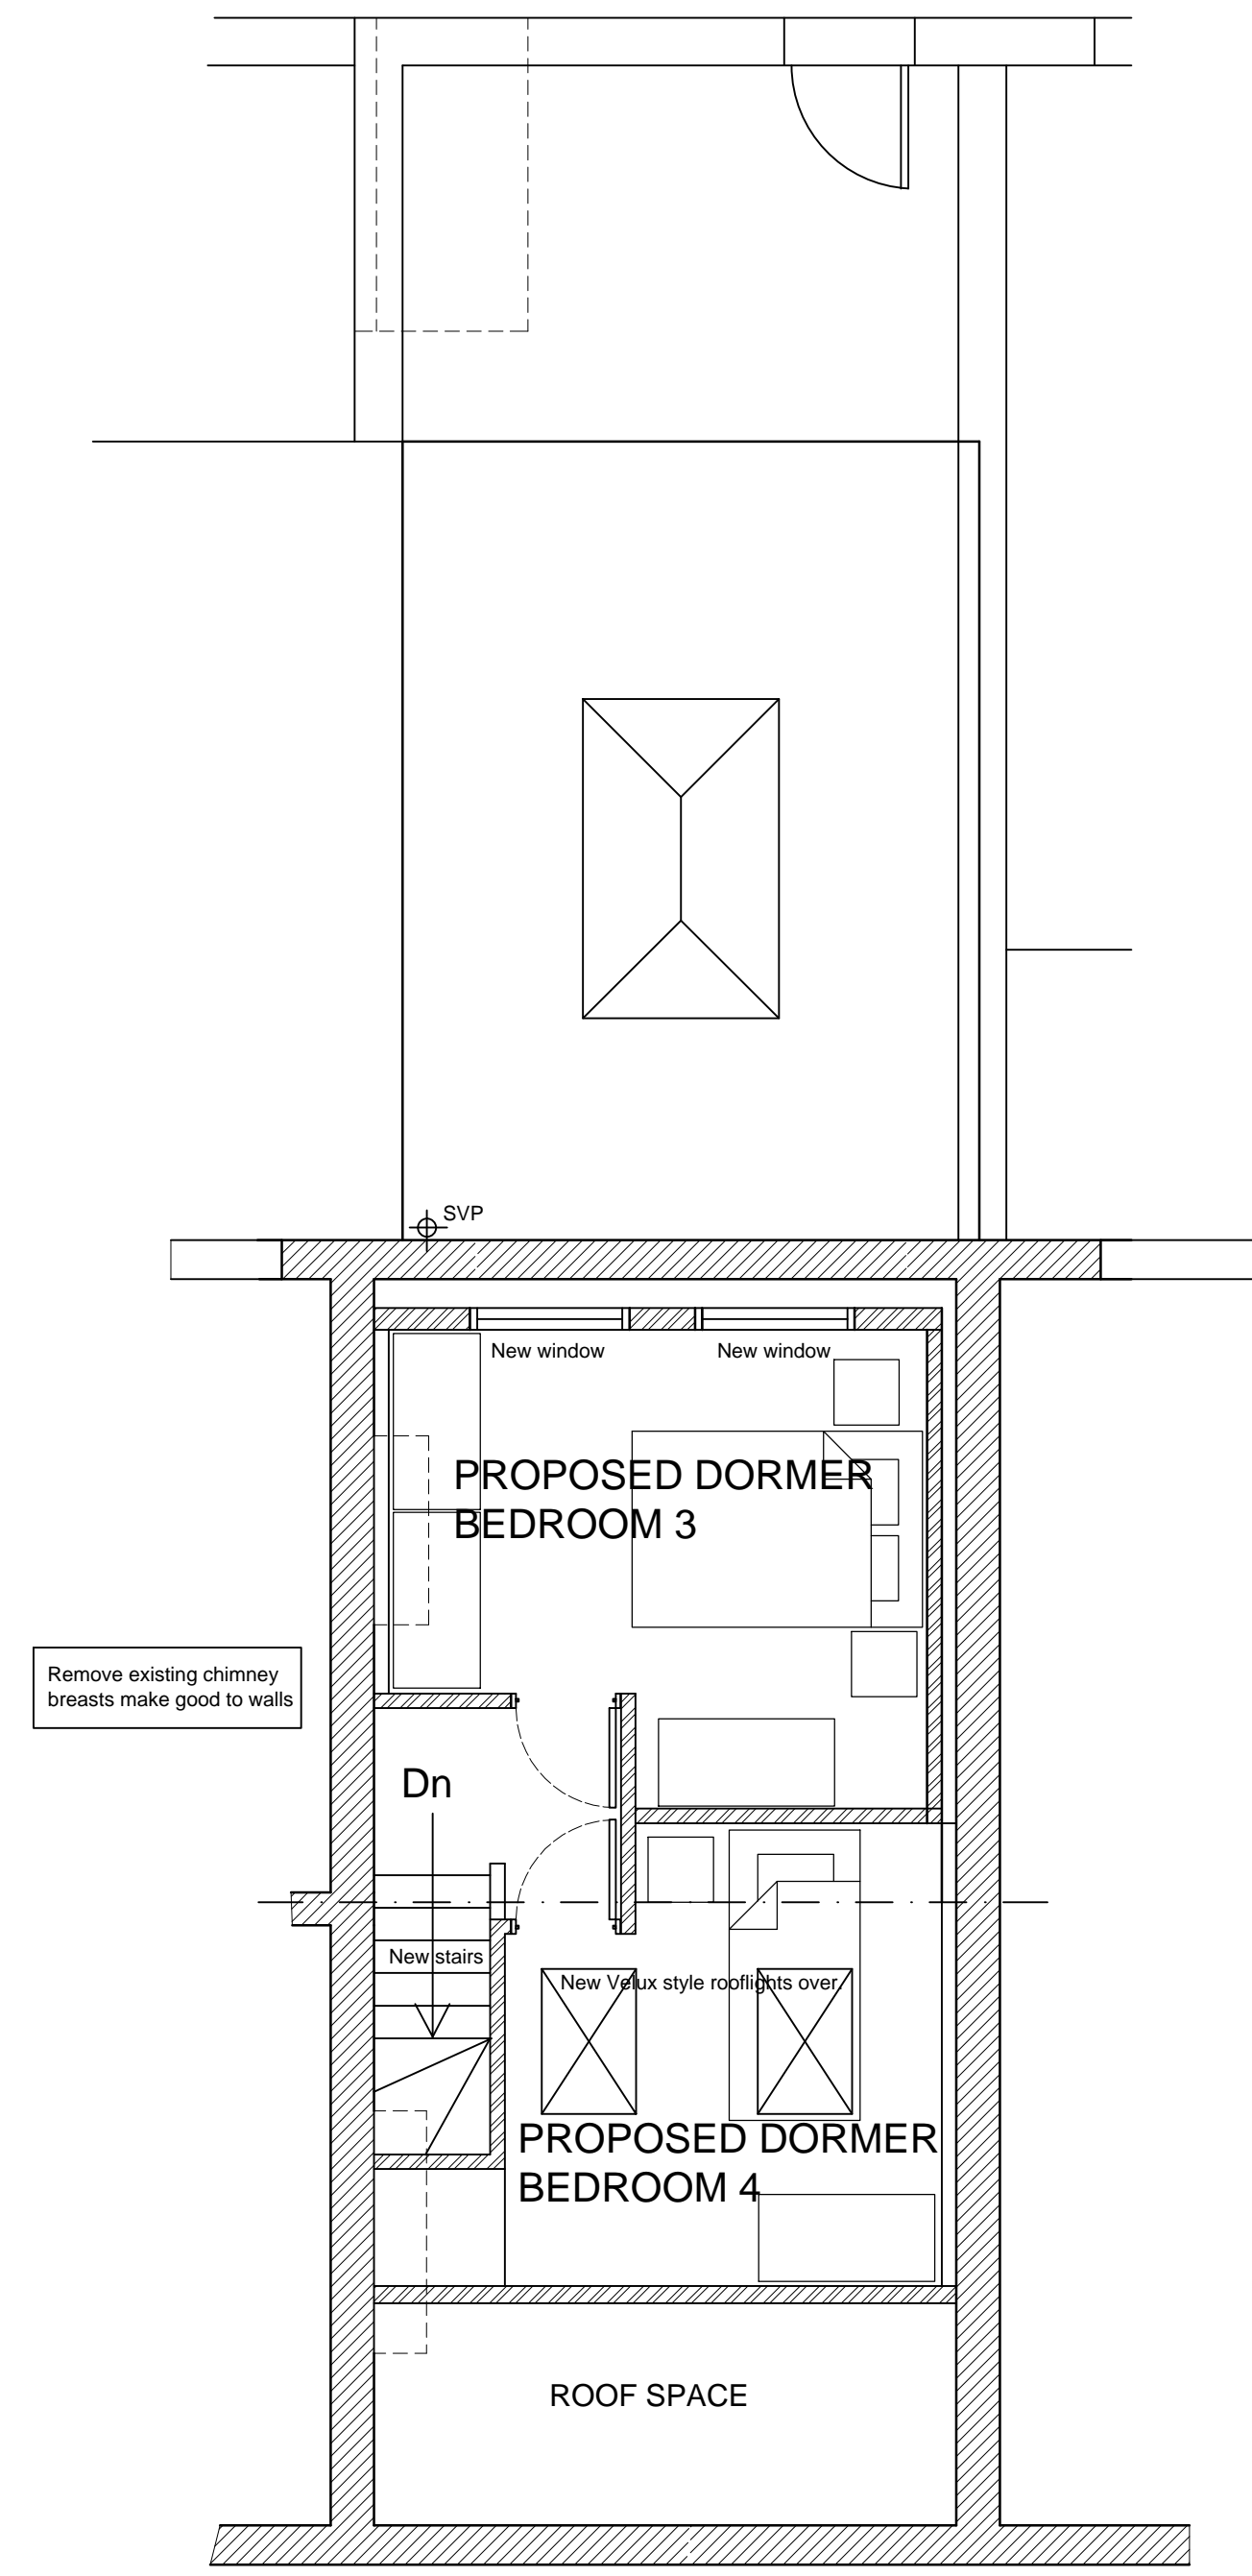 SVP
New window
New window
PROPOSED DORMER
BEDROOM 3
Remove existing chimney
breasts make good to walls
Dn
New stairs
New Velux style rooflights over.
PROPOSED DORMER
BEDROOM 4
ROOF SPACE